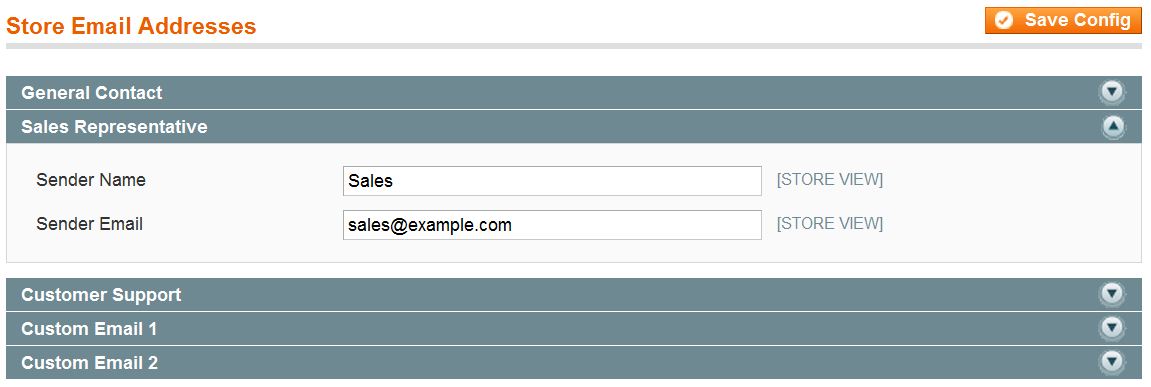 Store Email Addresses
Save Config
General Contact
Sales Representative
Sender Name Sales [STORE VIEW]
Sender Email sales@example.com [STORE VIEW]
Customer Support
Custom Email 1
Custom Email 2